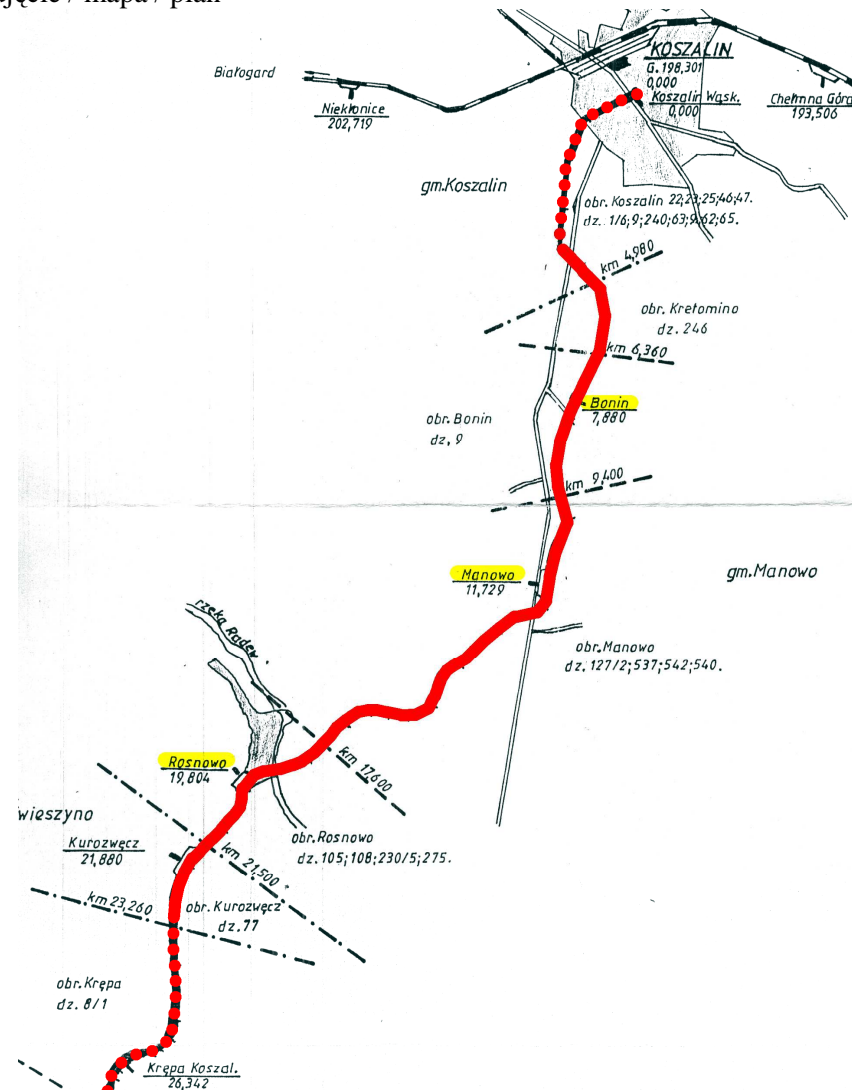 zdjęcie / mapa / plan
Białogard
KOSZALIN
G. 198,301
0,000
Koszalin Wąsk.
0,000
Niekłonice
202,719
Chełmna Góra
193,506
gm.Koszalin
obr. Koszalin 22;23;25;46;47.
dz. 1/6;9;240;63;9;62;65.
km 4,980
obr. Kretomino
dz. 246
km 6,360
Bonin
7,880
obr. Bonin
dz, 9
km 9,400
Manowo
11,729
gm.Manowo
rzeka Radew
obr.Manowo
dz.127/2;537;542;540.
km 17,600
Rosnowo
19,804
wieszyno
Kurozwęcz
21,880
obr.Rosnowo
dz.105;108;230/5;275.
km 21,500
km 23,260
obr. Kurozwęcz
dz.77
obr.Krępa
dz. 8/1
Krępa Koszal.
26,342